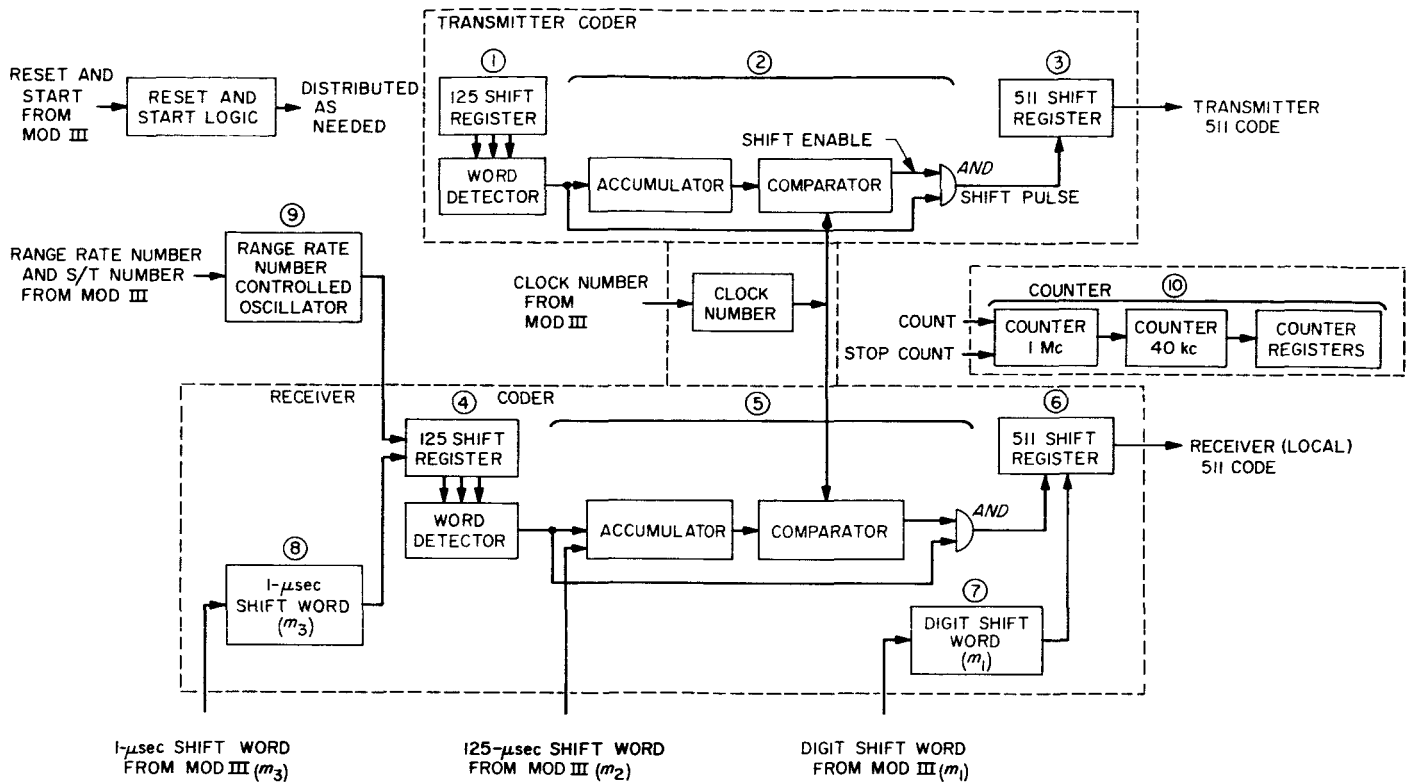 TRANSMITTER CODER
RESET AND
START
FROM
MOD III
RESET AND
START LOGIC
DISTRIBUTED
AS
NEEDED
1
125 SHIFT
REGISTER
WORD
DETECTOR
2
ACCUMULATOR
COMPARATOR
SHIFT ENABLE
AND
SHIFT PULSE
3
511 SHIFT
REGISTER
TRANSMITTER
511 CODE
9
RANGE RATE NUMBER
AND S/T NUMBER
FROM MOD III
RANGE RATE
NUMBER
CONTROLLED
OSCILLATOR
CLOCK NUMBER
FROM
MOD III
CLOCK
NUMBER
10
COUNTER
COUNT
STOP COUNT
COUNTER
1 Mc
COUNTER
40 kc
COUNTER
REGISTERS
RECEIVER CODER
4
125 SHIFT
REGISTER
WORD
DETECTOR
5
ACCUMULATOR
COMPARATOR
AND
6
511 SHIFT
REGISTER
RECEIVER (LOCAL)
511 CODE
8
1-μsec
SHIFT WORD
(m3)
7
DIGIT SHIFT
WORD
(m1)
1-μsec SHIFT WORD
FROM MOD III (m3)
125-μsec SHIFT WORD
FROM MOD III (m2)
DIGIT SHIFT WORD
FROM MOD III (m1)